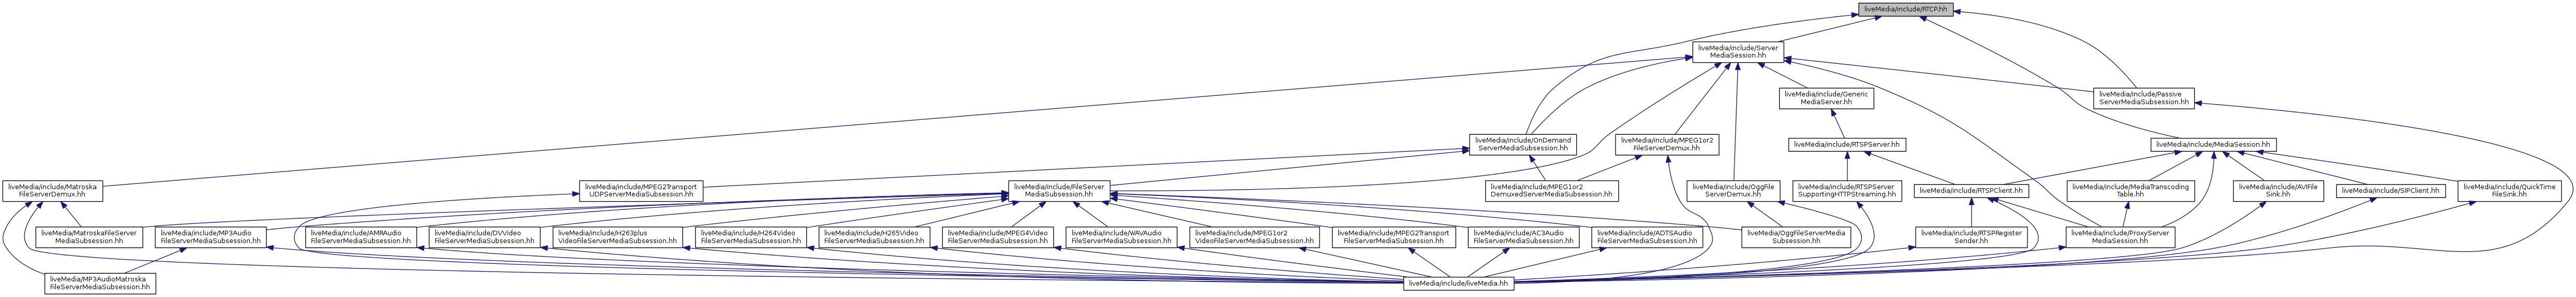 liveMedia/include/RTCP.hh
liveMedia/include/Server
MediaSession.hh
liveMedia/include/Generic
MediaServer.hh
liveMedia/include/Passive
ServerMediaSubsession.hh
liveMedia/include/OnDemand
ServerMediaSubsession.hh
liveMedia/include/MPEG1or2
FileServerDemux.hh
liveMedia/include/RTSPServer.hh
liveMedia/include/MediaSession.hh
liveMedia/include/Matroska
FileServerDemux.hh
liveMedia/include/MPEG2Transport
UDPServerMediaSubsession.hh
liveMedia/include/FileServer
MediaSubsession.hh
liveMedia/include/MPEG1or2
DemuxedServerMediaSubsession.hh
liveMedia/include/OggFile
ServerDemux.hh
liveMedia/include/RTSPServer
SupportingHTTPStreaming.hh
liveMedia/include/RTSPClient.hh
liveMedia/include/MediaTranscoding
Table.hh
liveMedia/include/AVIFile
Sink.hh
liveMedia/include/SIPClient.hh
liveMedia/include/QuickTime
FileSink.hh
liveMedia/MatroskaFileServer
MediaSubsession.hh
liveMedia/include/MP3Audio
FileServerMediaSubsession.hh
liveMedia/include/AMRAudio
FileServerMediaSubsession.hh
liveMedia/include/DVVideo
FileServerMediaSubsession.hh
liveMedia/include/H263plus
VideoFileServerMediaSubsession.hh
liveMedia/include/H264Video
FileServerMediaSubsession.hh
liveMedia/include/H265Video
FileServerMediaSubsession.hh
liveMedia/include/MPEG4Video
FileServerMediaSubsession.hh
liveMedia/include/WAVAudio
FileServerMediaSubsession.hh
liveMedia/include/MPEG1or2
VideoFileServerMediaSubsession.hh
liveMedia/include/MPEG2Transport
FileServerMediaSubsession.hh
liveMedia/include/AC3Audio
FileServerMediaSubsession.hh
liveMedia/include/ADTSAudio
FileServerMediaSubsession.hh
liveMedia/OggFileServerMedia
Subsession.hh
liveMedia/include/RTSPRegister
Sender.hh
liveMedia/include/ProxyServer
MediaSession.hh
liveMedia/MP3AudioMatroska
FileServerMediaSubsession.hh
liveMedia/include/liveMedia.hh